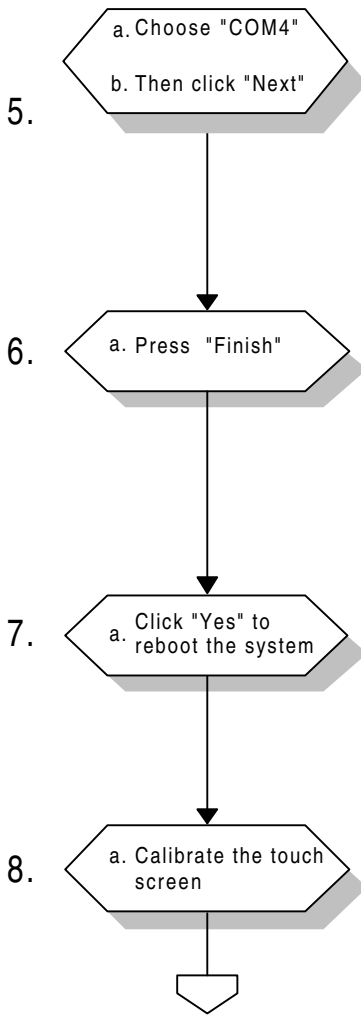 5.
a. Choose "COM4"
b. Then click "Next"
6.
a. Press "Finish"
7.
a. Click "Yes" to
reboot the system
8.
a. Calibrate the touch
screen